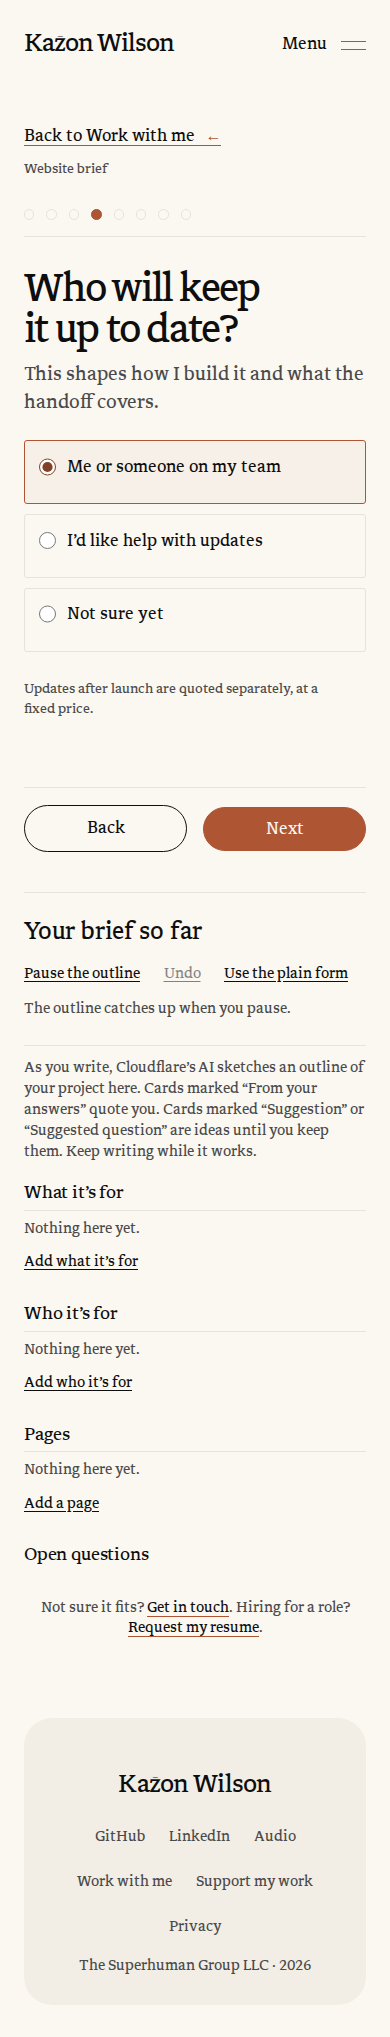 Kažon Wilson
Menu
Back to Work with me ←
Website brief
Who will keep
it up to date?
This shapes how I build it and what the
handoff covers.
Me or someone on my team
I’d like help with updates
Not sure yet
Updates after launch are quoted separately, at a
fixed price.
Back
Next
Your brief so far
Pause the outline
Undo
Use the plain form
The outline catches up when you pause.
As you write, Cloudflare’s AI sketches an outline of
your project here. Cards marked “From your
answers” quote you. Cards marked “Suggestion” or
“Suggested question” are ideas until you keep
them. Keep writing while it works.
What it’s for
Nothing here yet.
Add what it’s for
Who it’s for
Nothing here yet.
Add who it’s for
Pages
Nothing here yet.
Add a page
Open questions
Not sure it fits? Get in touch. Hiring for a role?
Request my resume.
Kažon Wilson
GitHub
LinkedIn
Audio
Work with me
Support my work
Privacy
The Superhuman Group LLC · 2026